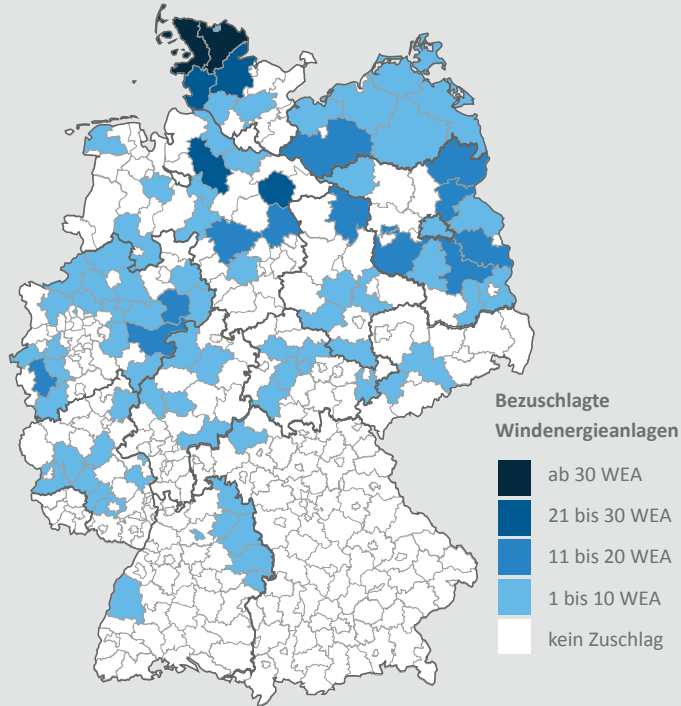 Bezuschlagte
Windenergieanlagen
ab 30 WEA
21 bis 30 WEA
11 bis 20 WEA
1 bis 10 WEA
kein Zuschlag